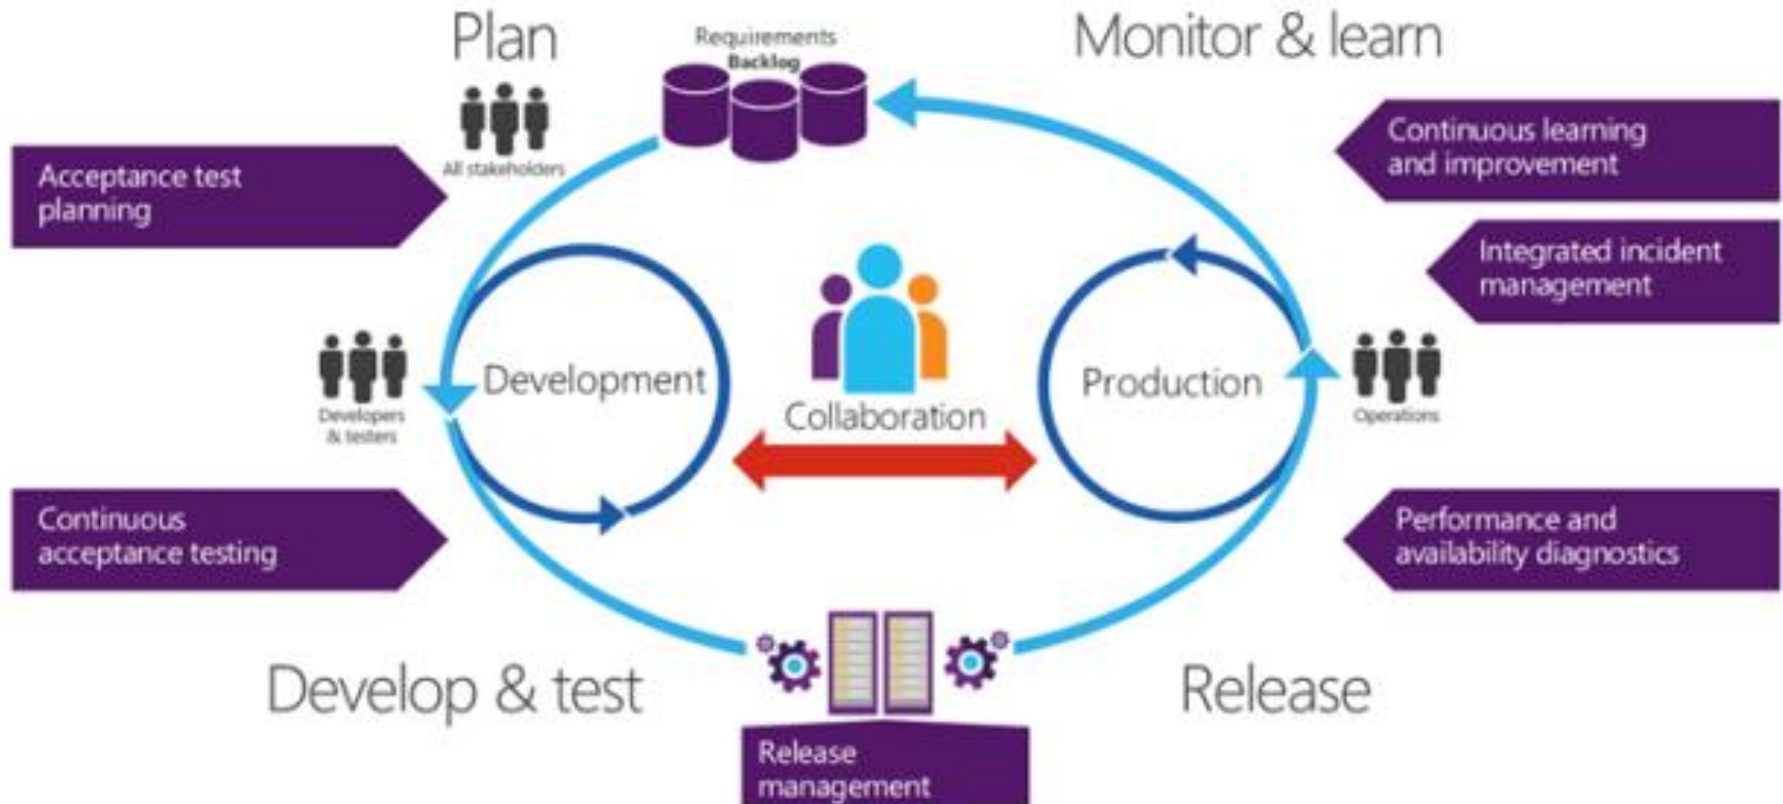 Plan
Requirements
Backlog
Monitor & learn
All stakeholders
Acceptance test
planning
Continuous learning
and improvement
Integrated incident
management
Developers
& testers
Development
Collaboration
Production
Operations
Continuous
acceptance testing
Performance and
availability diagnostics
Develop & test
Release
Release
management